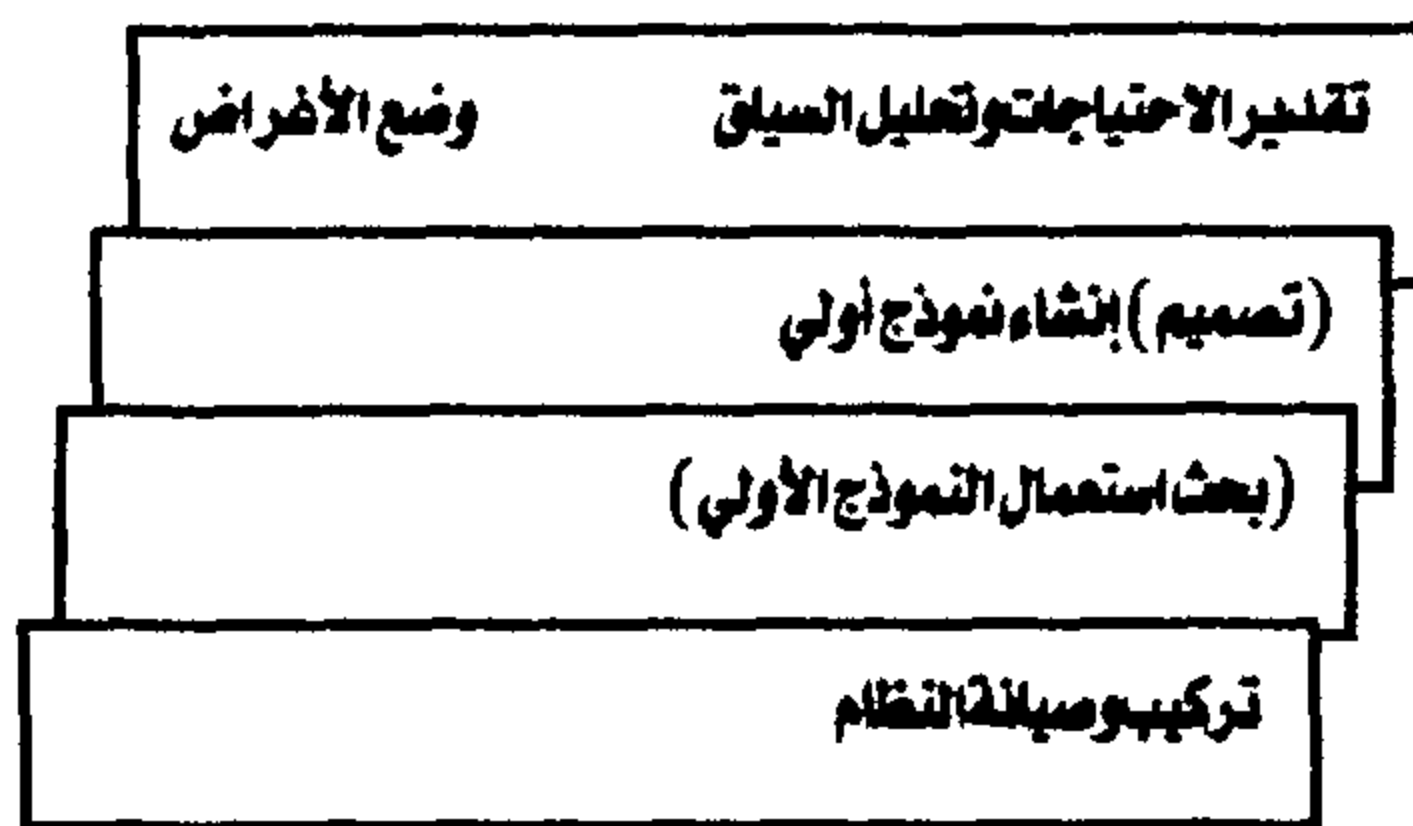 تقدير الاحتياجات وتحليل السياق وضع الأغراض
(تصميم) إنشاء نموذج أولي
(بحث استعمال النموذج الأولي)
تركيب وصيانة النظام